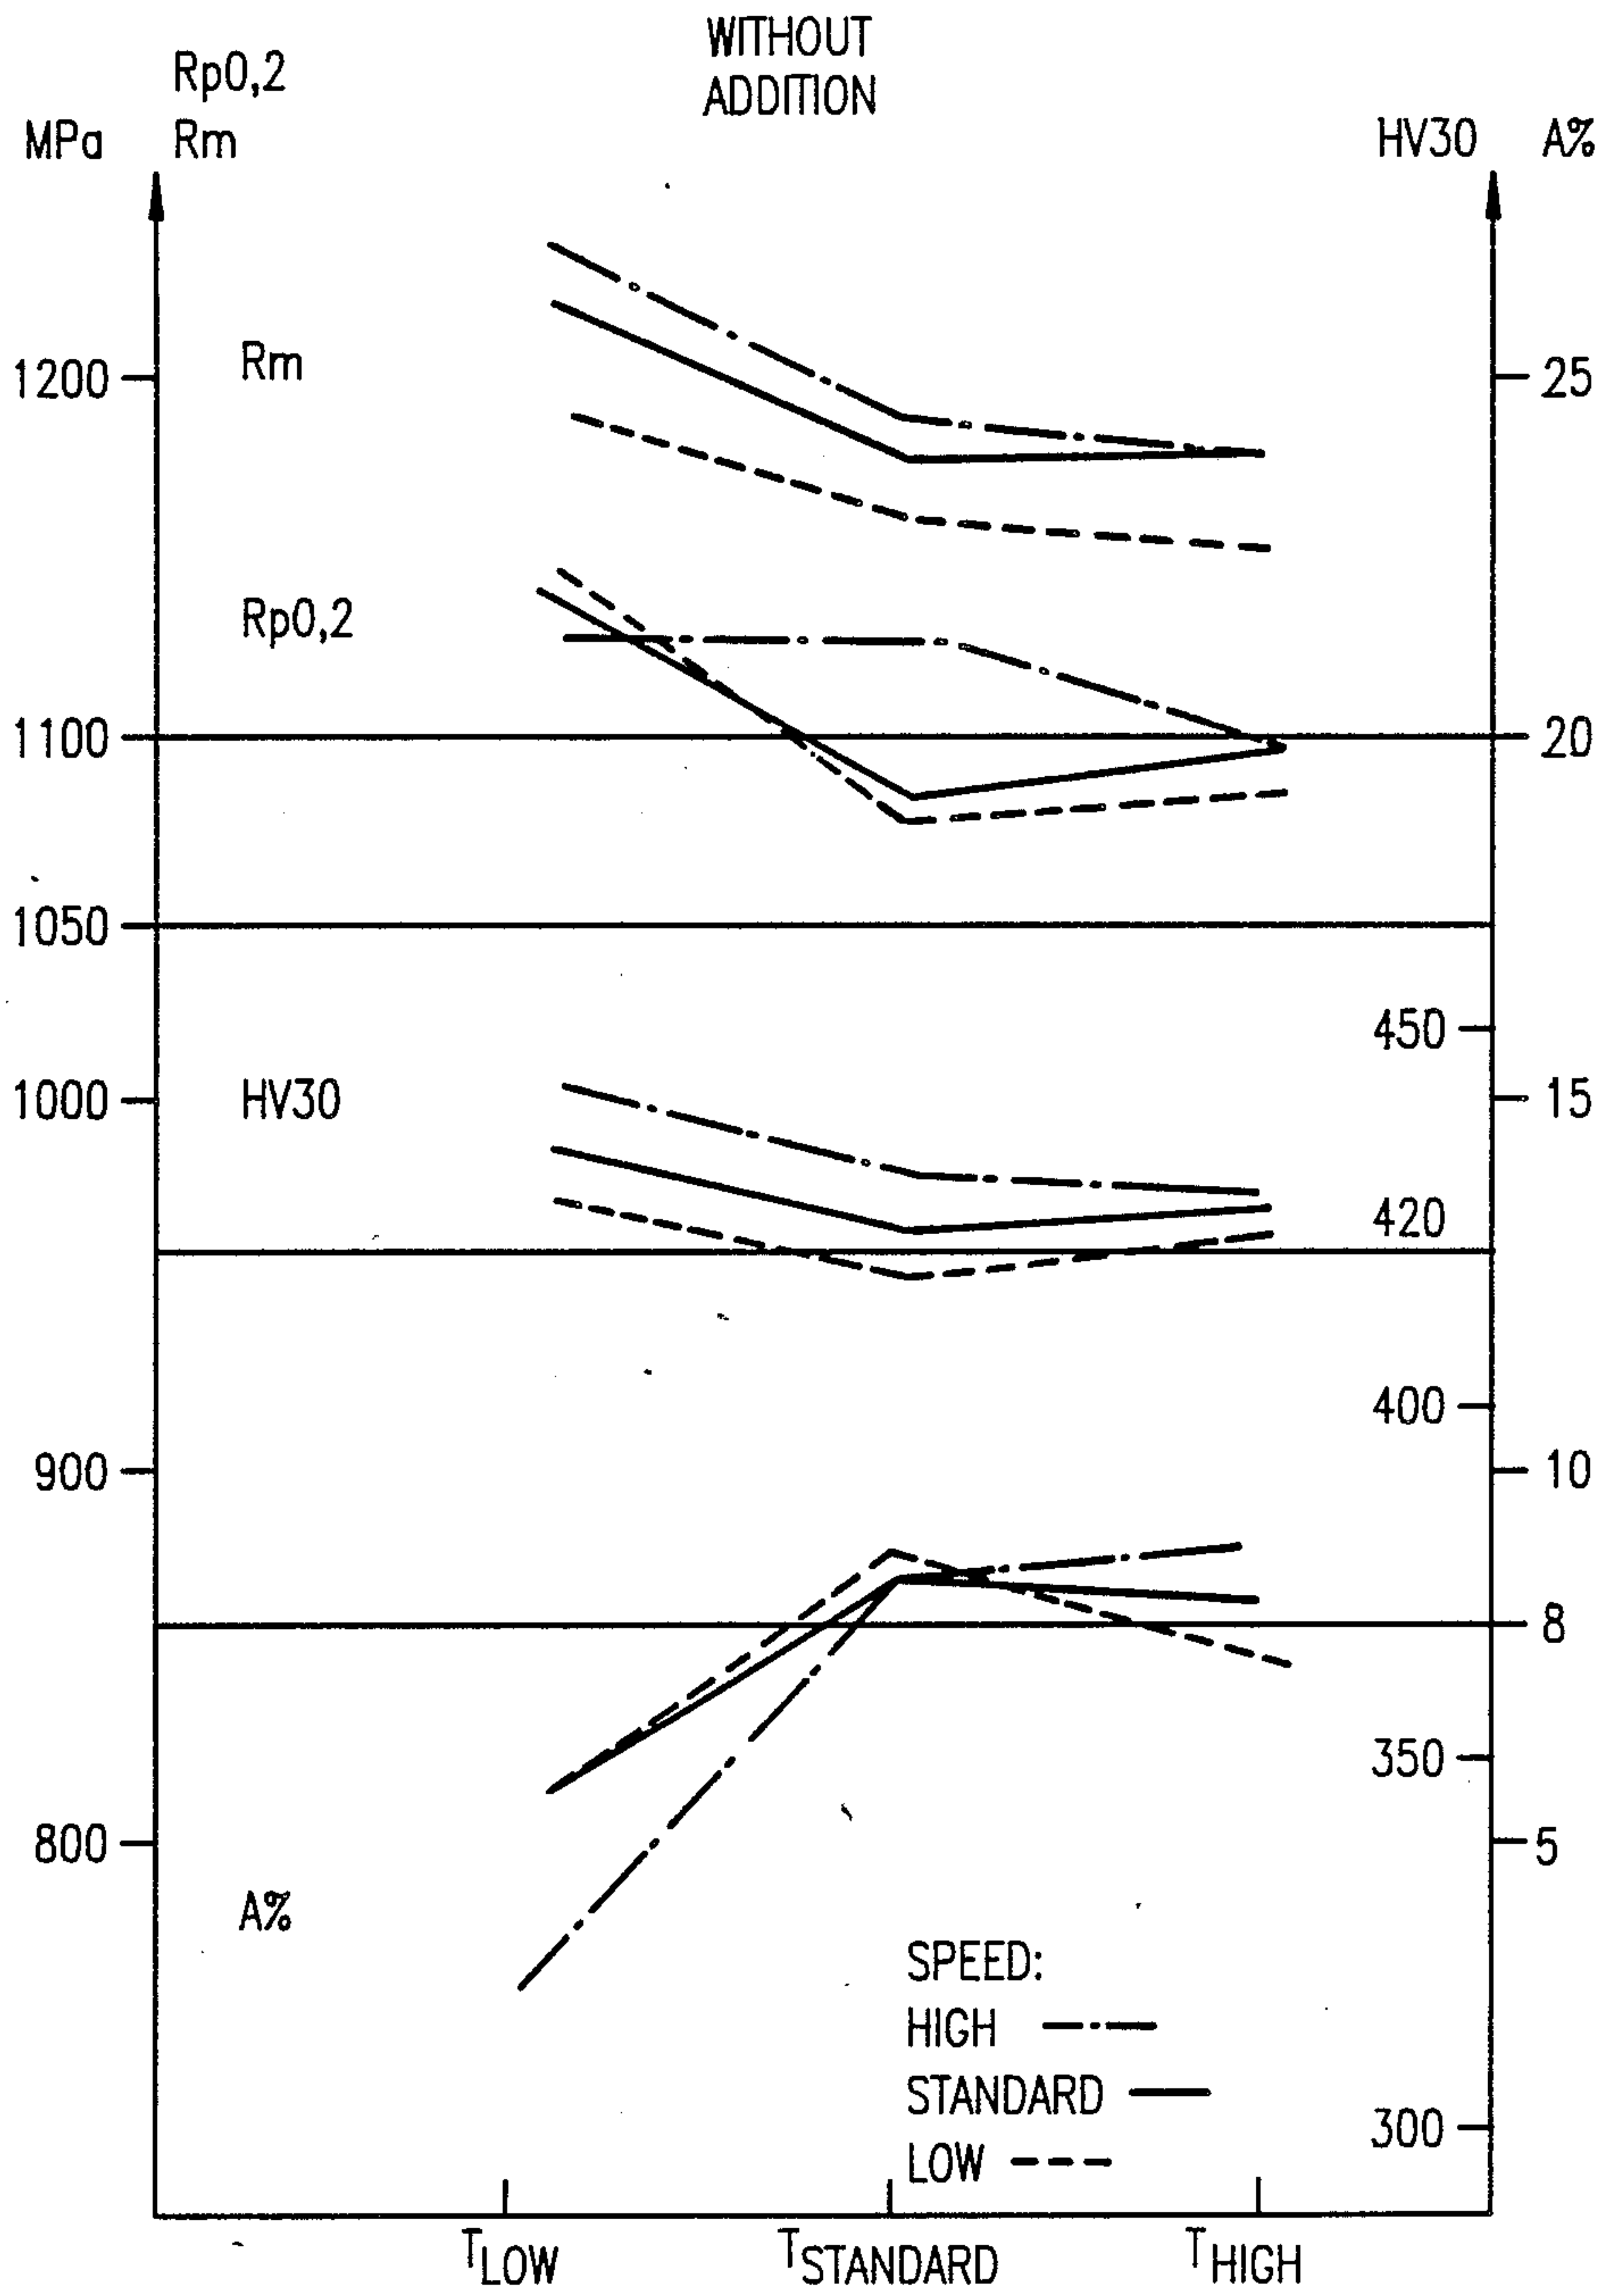 WITHOUT
ADDITION
Rp0,2
MPa Rm
HV30 A%
1200
Rm
25
Rp0,2
1100
20
1050
450
1000
HV30
15
420
400
900
10
8
350
800
5
A%
SPEED:
HIGH
STANDARD
LOW
300
TLOW
TSTANDARD
THIGH